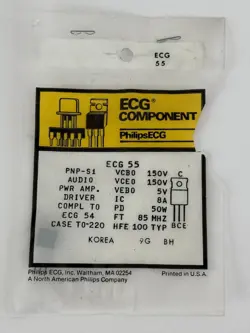 ECG
55
ECG® COMPONENT
PhilipsECG
ECG 55
PNP-S1 VCBO 150V C
AUDIO VCEO 150V
PWR AMP. VEBO 5V
DRIVER IC 8A
COMPL TO PD 50W
ECG 54 FT 85 MHZ
CASE TO-220 HFE 100 TYP BCE
KOREA 9G BH
Philips ECG, Inc. Waltham, MA 02254 Printed in U.S.A.
A North American Philips Company